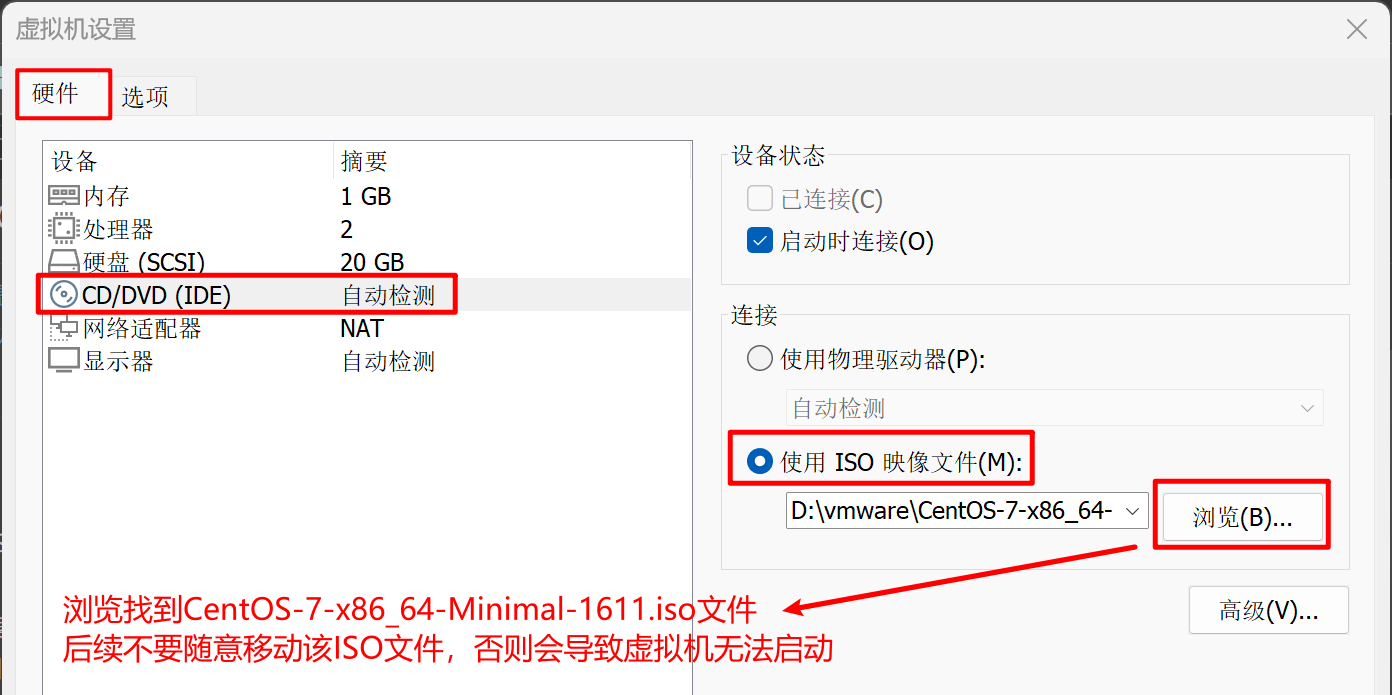 虚拟机设置
硬件 选项
设备 摘要
内存 1 GB
处理器 2
硬盘 (SCSI) 20 GB
CD/DVD (IDE) 自动检测
网络适配器 NAT
显示器 自动检测
设备状态
已连接(C)
启动时连接(O)
连接
使用物理驱动器(P):
自动检测
使用 ISO 映像文件(M):
D:\vmware\CentOS-7-x86_64- 浏览(B)...
高级(V)...
浏览找到CentOS-7-x86_64-Minimal-1611.iso文件
后续不要随意移动该ISO文件，否则会导致虚拟机无法启动